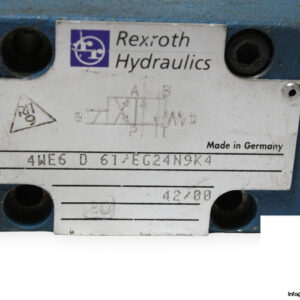 Rexroth
Hydraulics
A B
Made in Germany
4WE6 D 61/EG24N9K4
42/00